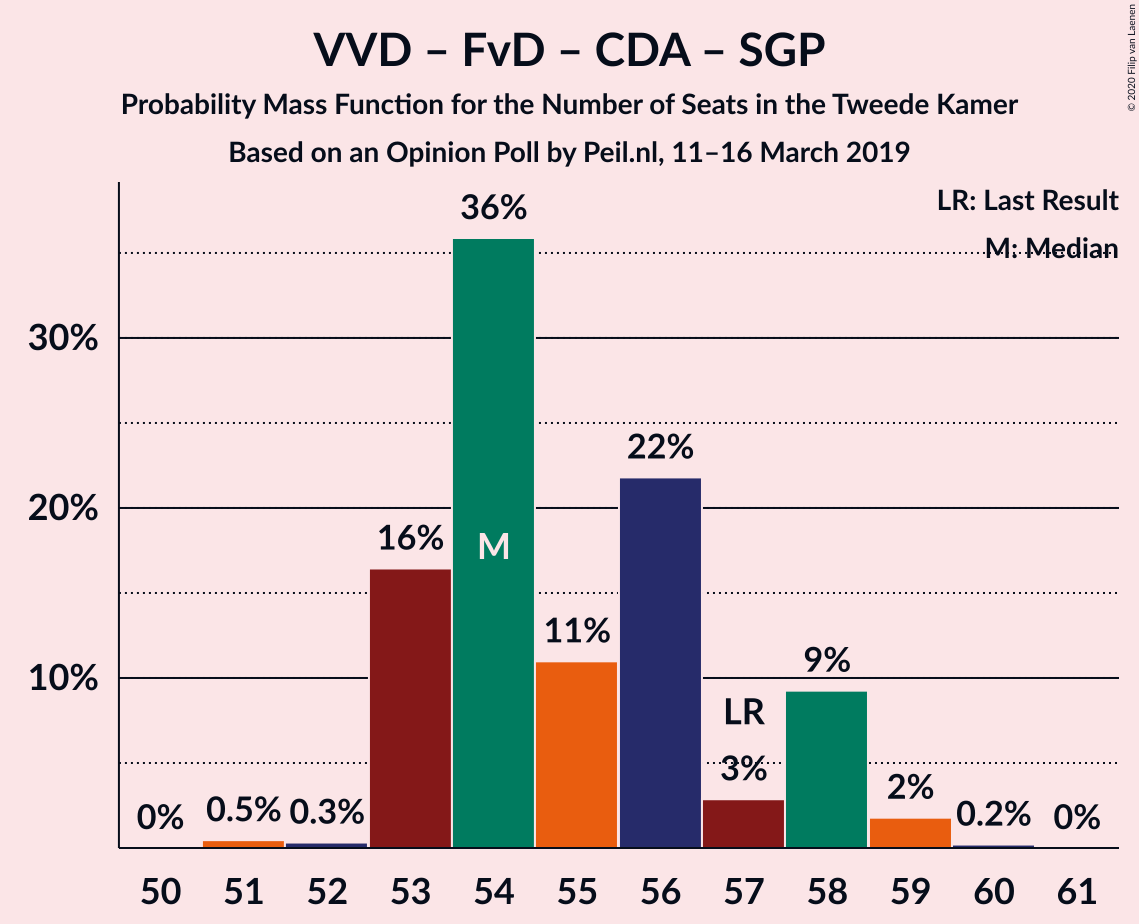 VVD – FvD – CDA – SGP
Probability Mass Function for the Number of Seats in the Tweede Kamer
Based on an Opinion Poll by Peil.nl, 11–16 March 2019
© 2020 Filip van Laenen
LR: Last Result
M: Median
36%
30%
22%
20%
16%
M
11%
10%
9%
LR
3%
2%
0%
0.5%
0.3%
0.2%
0%
50 51 52 53 54 55 56 57 58 59 60 61